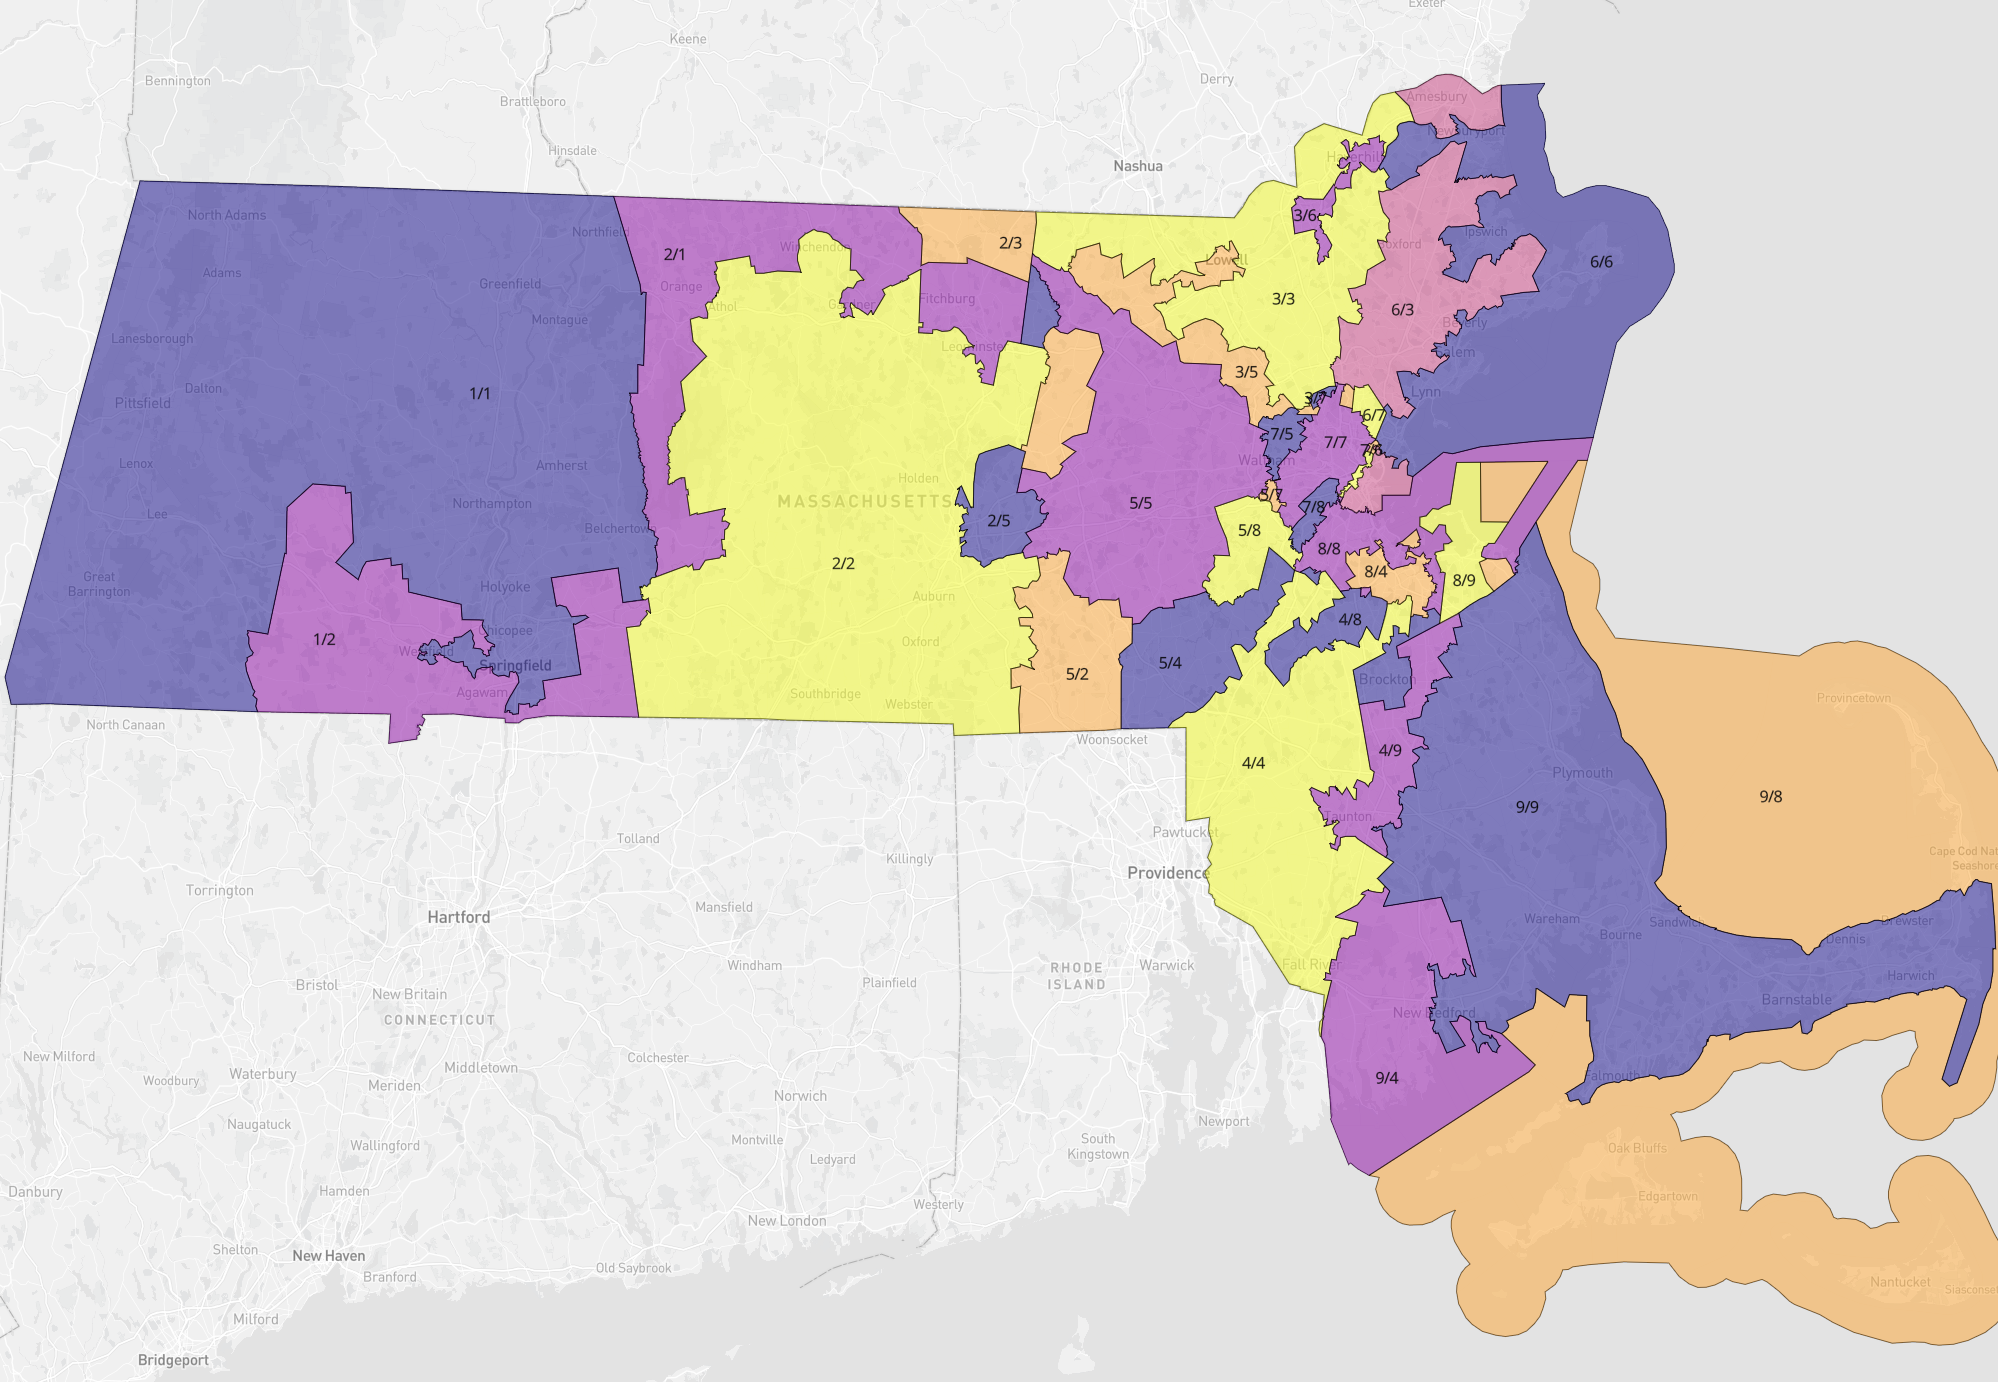 Exeter
Keene
Derry
Bennington
Amesbury
Brattleboro
Newburyport
Hinsdale
Haverhill
Nashua
North Adams
3/6
Northfield
Ipswich
2/3
Winchendon
2/1
oxford
Lowell
6/6
Adams
Greenfield
Orange
Athol
Gardner
Fitchburg
3/3
6/3
Montague
Beverly
Lanesborough
Leominster
Salem
3/5
Dalton
1/1
Lynn
3/7
Pittsfield
6/7
7/5
7/7
7/6
Waltham
Lenox
Amherst
Holden
MASSACHUSETTS
5/7
5/5
Northampton
7/8
Lee
2/5
Belchertown
5/8
8/8
2/2
Great
Barrington
8/4
8/9
Holyoke
Auburn
4/8
Chicopee
1/2
Oxford
Westfield
Springfield
5/4
5/2
Brockton
Agawam
Southbridge
Webster
Provincetown
North Canaan
Woonsocket
4/9
4/4
Plymouth
9/8
9/9
Taunton
Pawtucket
Tolland
Killingly
Cape Cod Nat
Seashore
Providence
Torrington
Mansfield
Hartford
Wareham
Sandwich
Brewster
Bourne
Dennis
Windham
RHODE
ISLAND
Warwick
Fall River
Harwich
Bristol
Plainfield
New Britain
Barnstable
CONNECTICUT
New Bedford
New Milford
Colchester
Middletown
Waterbury
Woodbury
Meriden
9/4
Falmouth
Norwich
Naugatuck
Newport
Wallingford
Montville
South
Kingstown
Oak Bluffs
Ledyard
Danbury
Hamden
Edgartown
Westerly
New London
Shelton
New Haven
Old Saybrook
Branford
Nantucket
Siasconset
Milford
Bridgeport